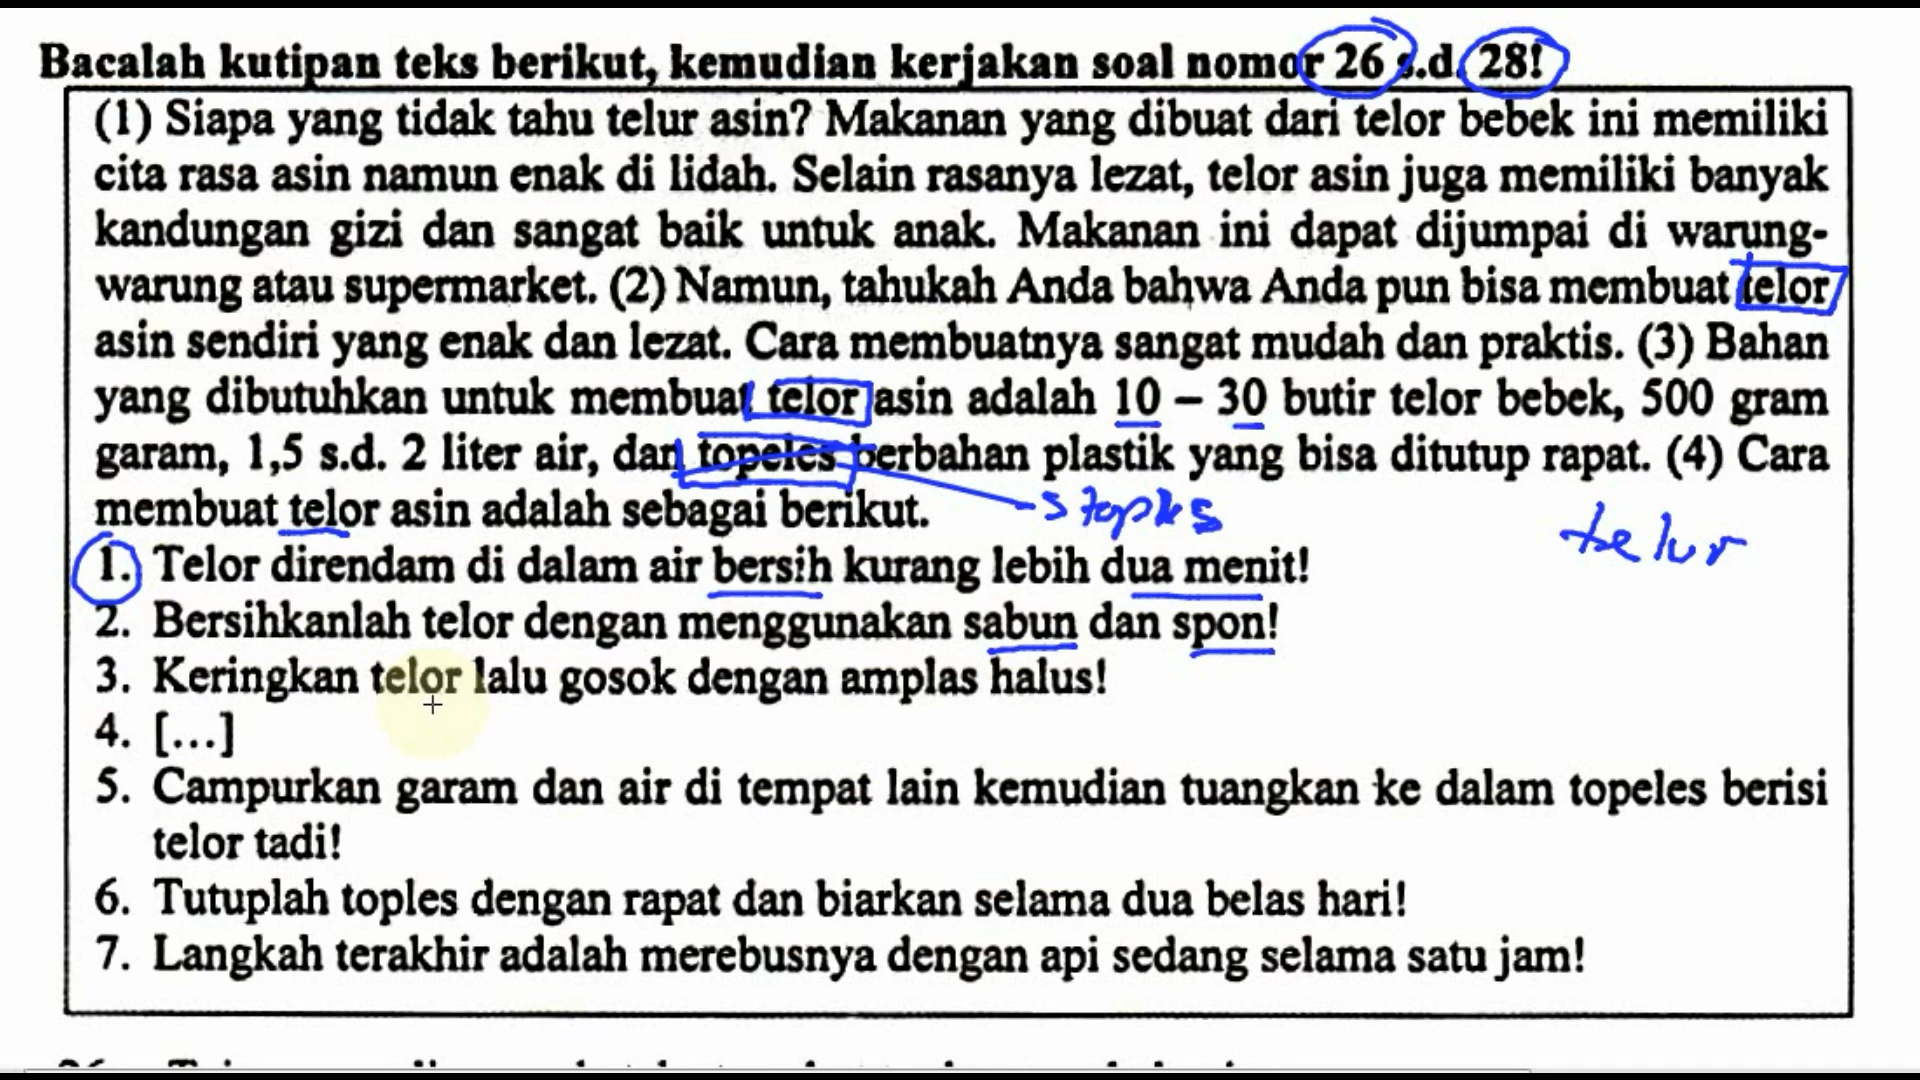 Bacalah kutipan teks berikut, kemudian kerjakan soal nomor 26 s.d. 28!
(1) Siapa yang tidak tahu telur asin? Makanan yang dibuat dari telor bebek ini memiliki
cita rasa asin namun enak di lidah. Selain rasanya lezat, telor asin juga memiliki banyak
kandungan gizi dan sangat baik untuk anak. Makanan ini dapat dijumpai di warung-
warung atau supermarket. (2) Namun, tahukah Anda bahwa Anda pun bisa membuat telor
asin sendiri yang enak dan lezat. Cara membuatnya sangat mudah dan praktis. (3) Bahan
yang dibutuhkan untuk membuat telor asin adalah 10 – 30 butir telor bebek, 500 gram
garam, 1,5 s.d. 2 liter air, dan topeles berbahan plastik yang bisa ditutup rapat. (4) Cara
membuat telor asin adalah sebagai berikut.
stoples
telur
1. Telor direndam di dalam air bersih kurang lebih dua menit!
2. Bersihkanlah telor dengan menggunakan sabun dan spon!
3. Keringkan telor lalu gosok dengan amplas halus!
4. [...]
5. Campurkan garam dan air di tempat lain kemudian tuangkan ke dalam topeles berisi
telor tadi!
6. Tutuplah toples dengan rapat dan biarkan selama dua belas hari!
7. Langkah terakhir adalah merebusnya dengan api sedang selama satu jam!